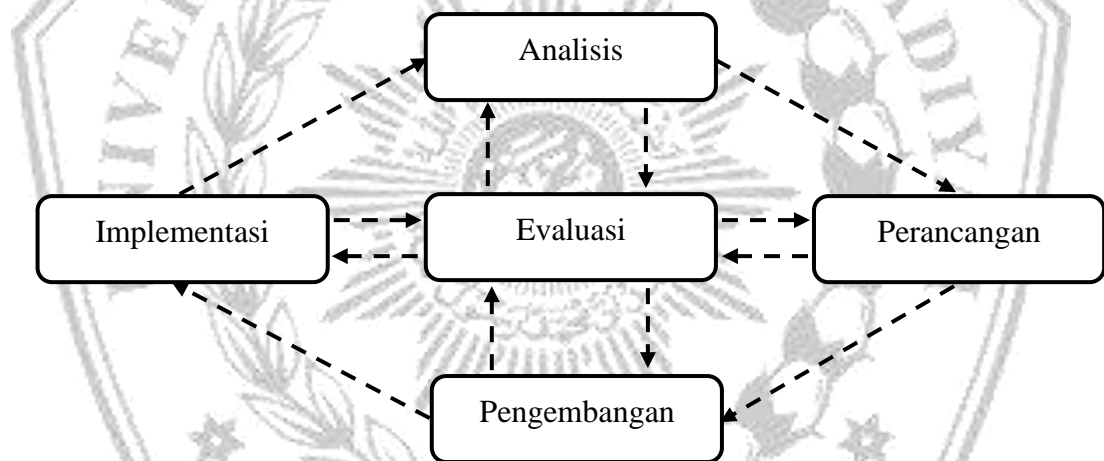 Analisis
Implementasi
Evaluasi
Perancangan
Pengembangan